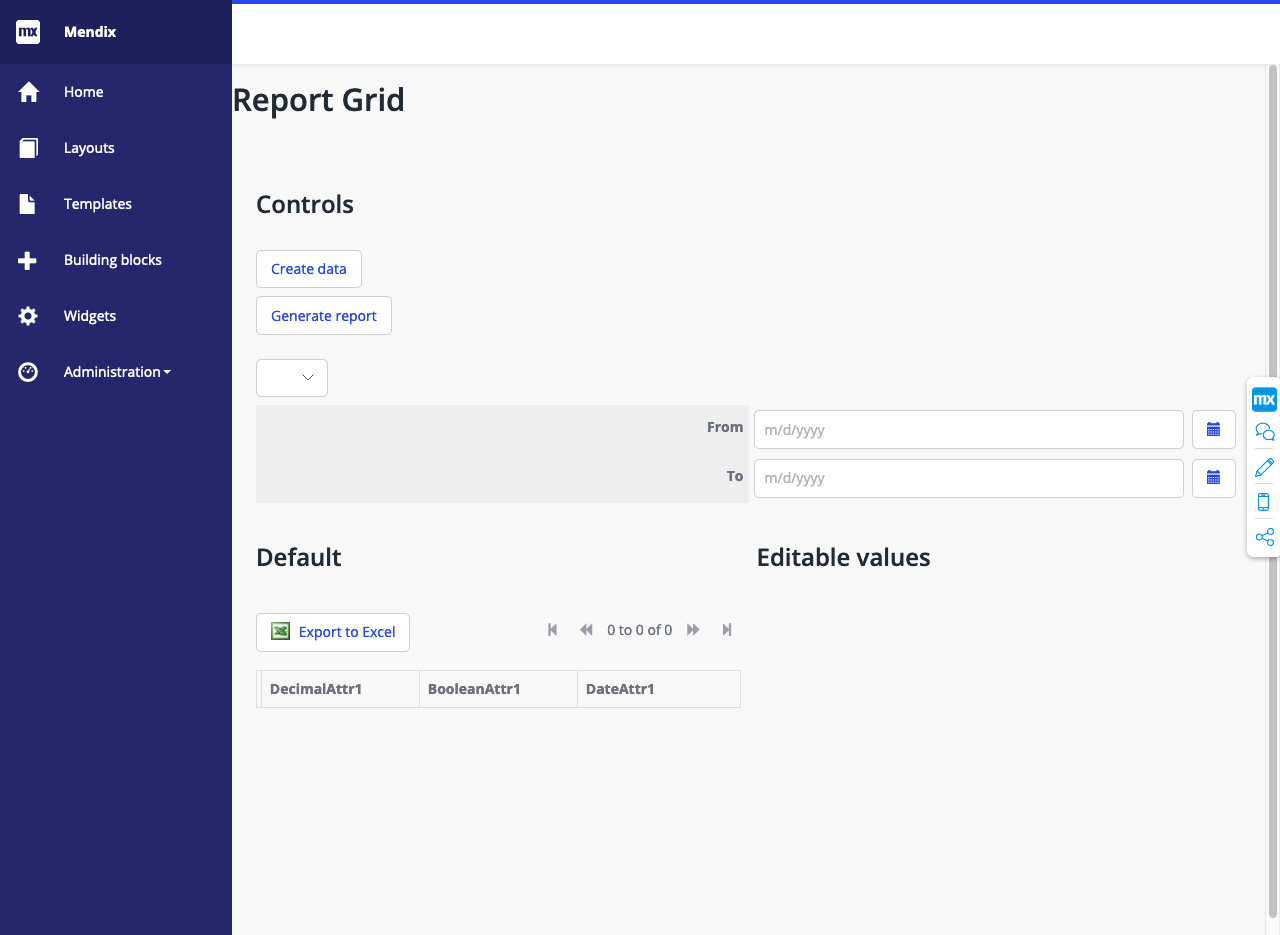 mx Mendix
Home
Layouts
Templates
Building blocks
Widgets
Administration
Report Grid
Controls
Create data
Generate report
From m/d/yyyy
To m/d/yyyy
mx
Default
Editable values
Export to Excel 0 to 0 of 0
DecimalAttr1 BooleanAttr1 DateAttr1